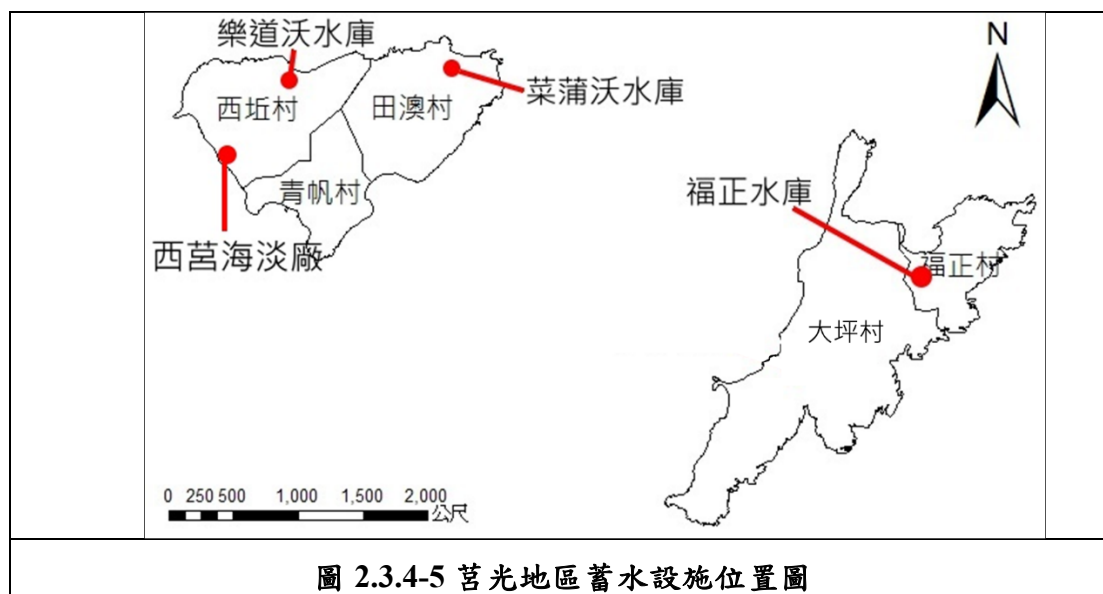 樂道沃水庫
N
菜蒲沃水庫
西坵村
田澳村
福正水庫
青帆村
西莒海淡廠
福正村
大坪村
0 250 500 1,000 1,500 2,000
公尺
圖 2.3.4-5 莒光地區蓄水設施位置圖